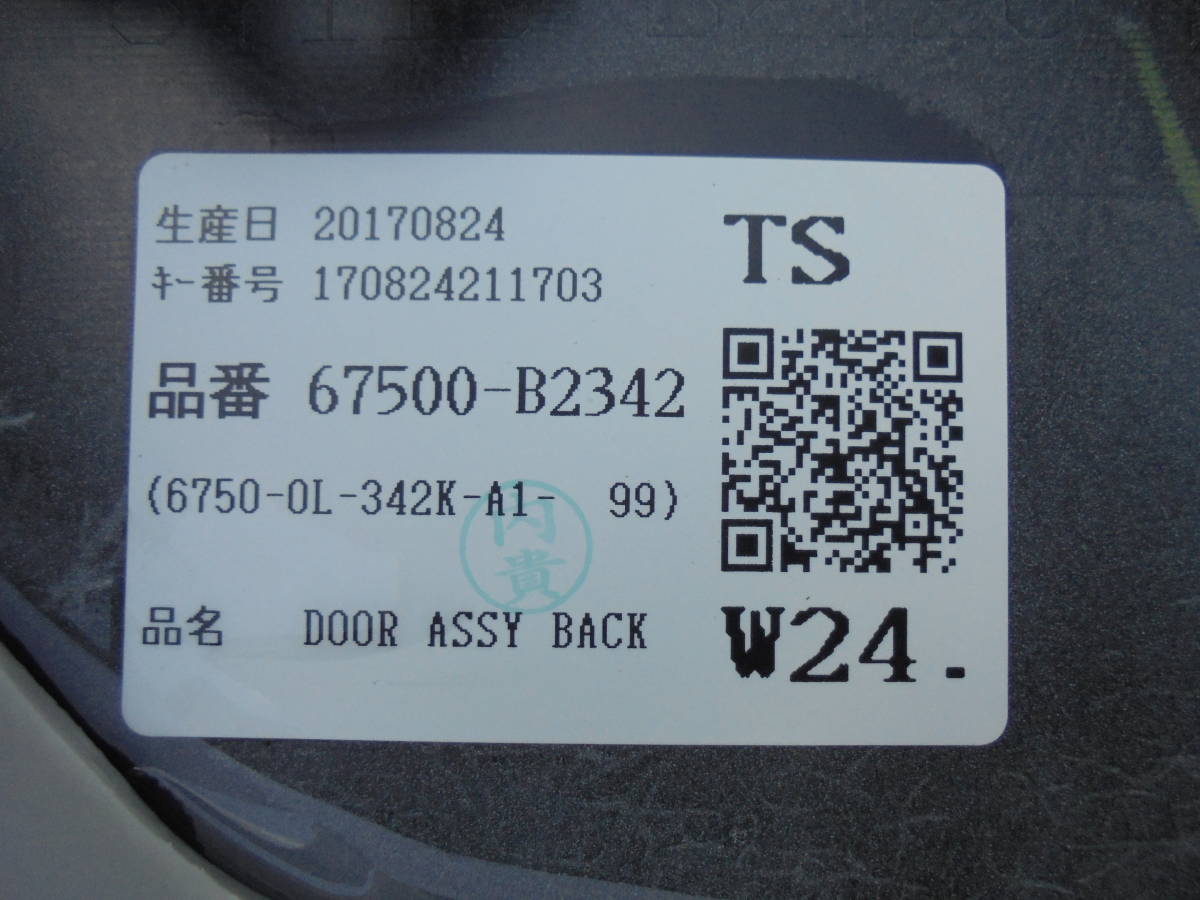 生産日 20170824
TS
ｷｰ番号 170824211703
品番 67500-B2342
(6750-0L-342K-A1-  99)
内
貴
品名 DOOR ASSY BACK
W24.